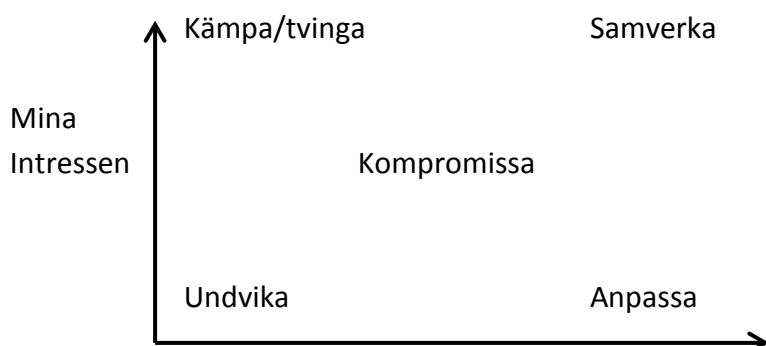 Kämpa/tvinga Samverka
Mina
Intressen Kompromissa
Undvika Anpassa